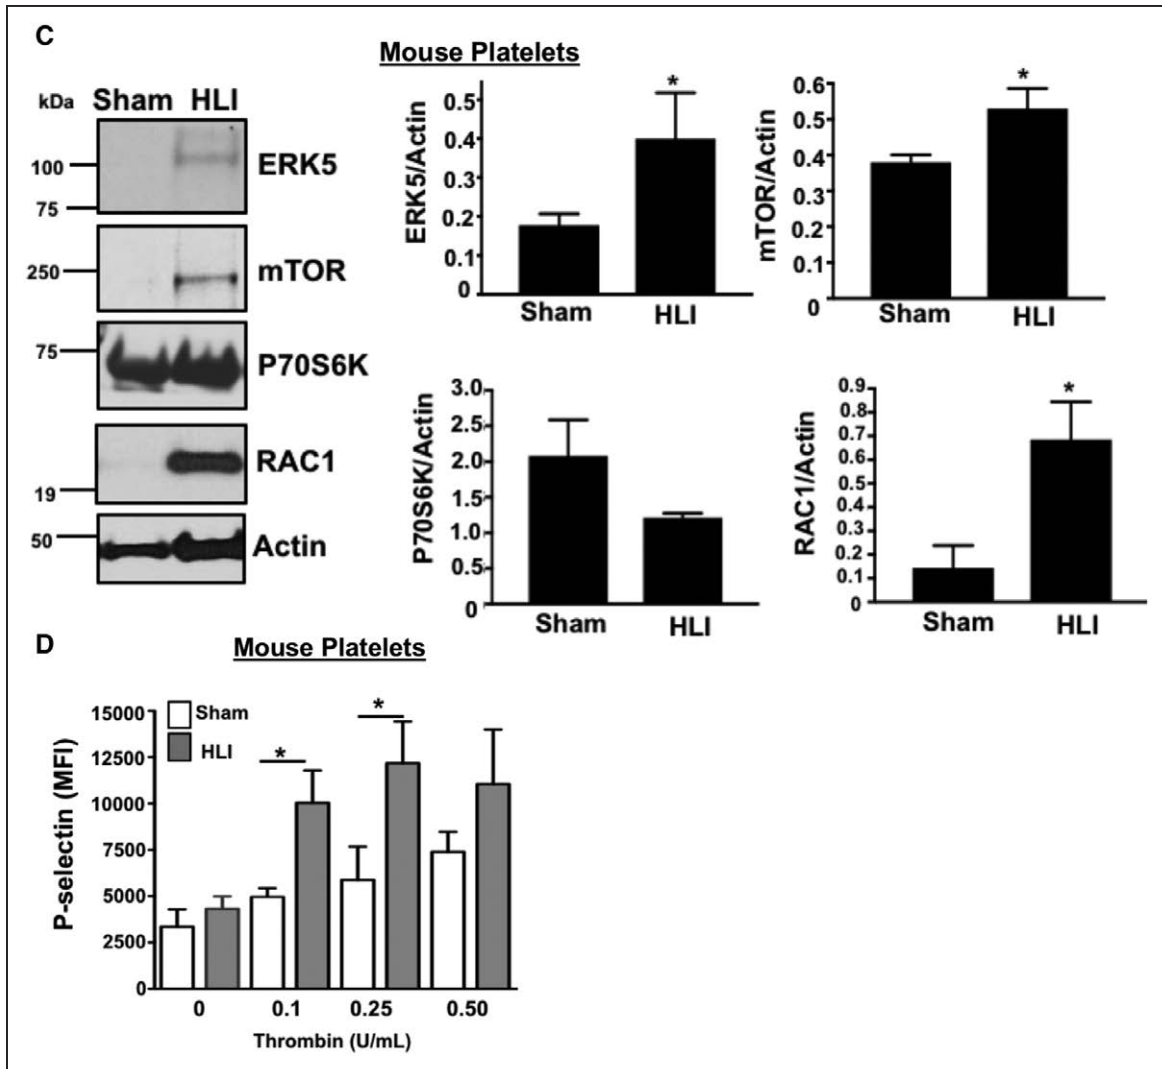 C
Mouse Platelets
kDa Sham HLI
100
75
ERK5
250
mTOR
75
P70S6K
19
RAC1
50
Actin
ERK5/Actin
0.5
0.4
0.3
0.2
0.1
0
Sham HLI
*
mTOR/Actin
0.6
0.5
0.4
0.3
0.2
0.1
0
Sham HLI
*
P70S6K/Actin
3.0
2.5
2.0
1.5
1.0
0.5
0
Sham HLI
RAC1/Actin
0.9
0.8
0.7
0.6
0.5
0.4
0.3
0.2
0.1
0
Sham HLI
*
D
Mouse Platelets
P-selectin (MFI)
15000
12500
10000
7500
5000
2500
0
Sham
HLI
*
*
0 0.1 0.25 0.50
Thrombin (U/mL)